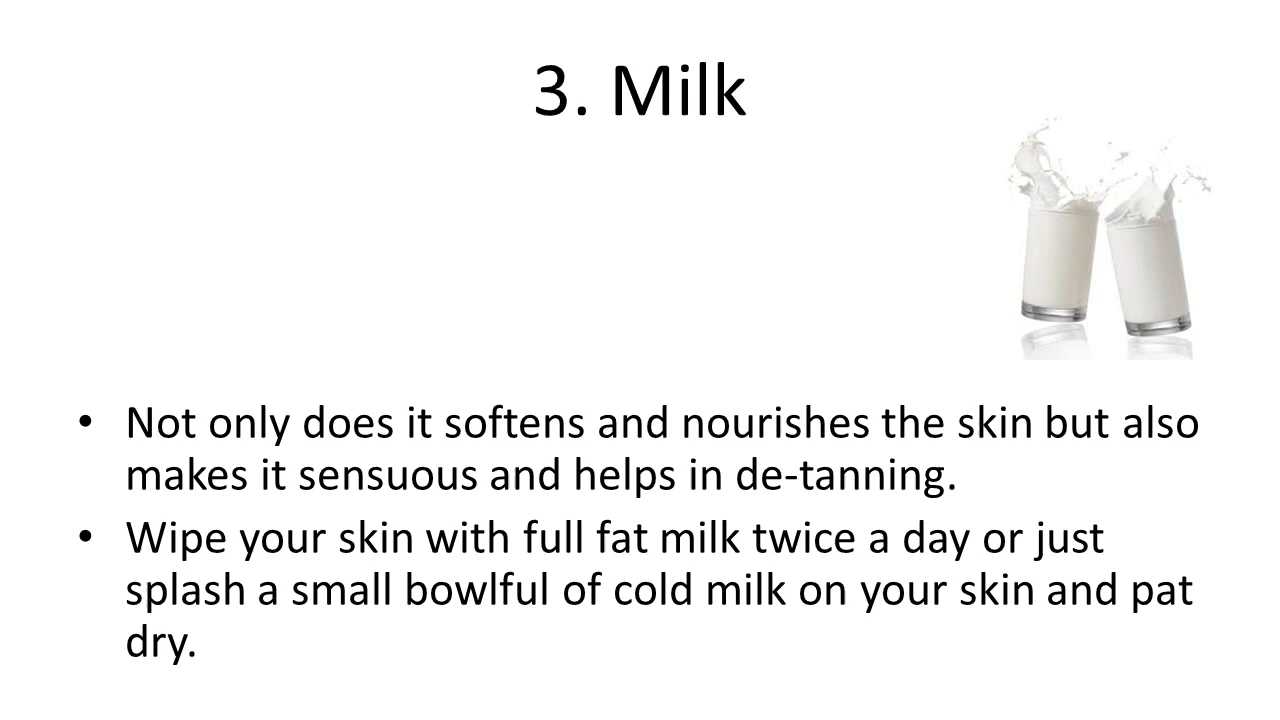 3. Milk
• Not only does it softens and nourishes the skin but also
makes it sensuous and helps in de-tanning.
• Wipe your skin with full fat milk twice a day or just
splash a small bowlful of cold milk on your skin and pat
dry.